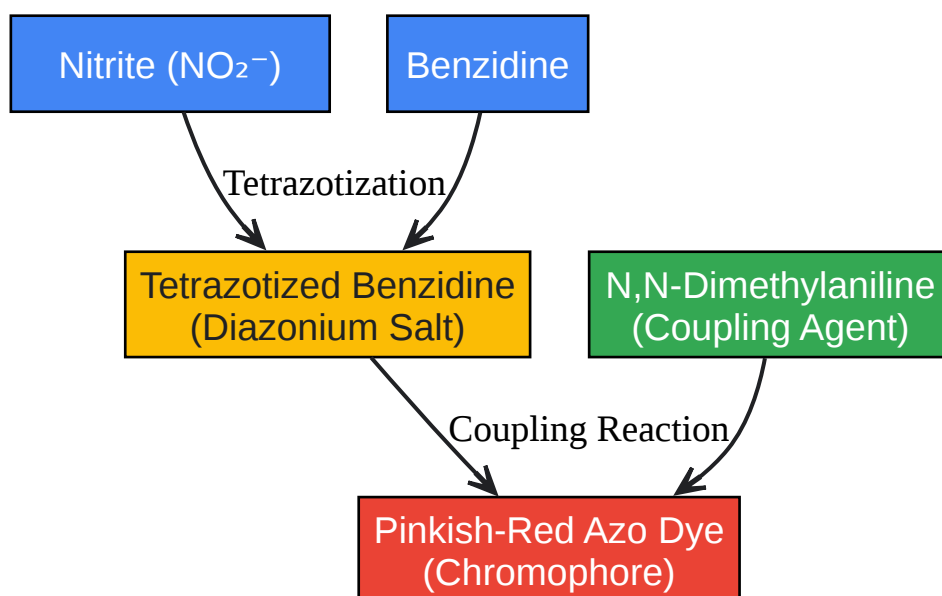 Nitrite (NO₂⁻)
Benzidine
Tetrazotization
Tetrazotized Benzidine
(Diazonium Salt)
N,N-Dimethylaniline
(Coupling Agent)
Coupling Reaction
Pinkish-Red Azo Dye
(Chromophore)